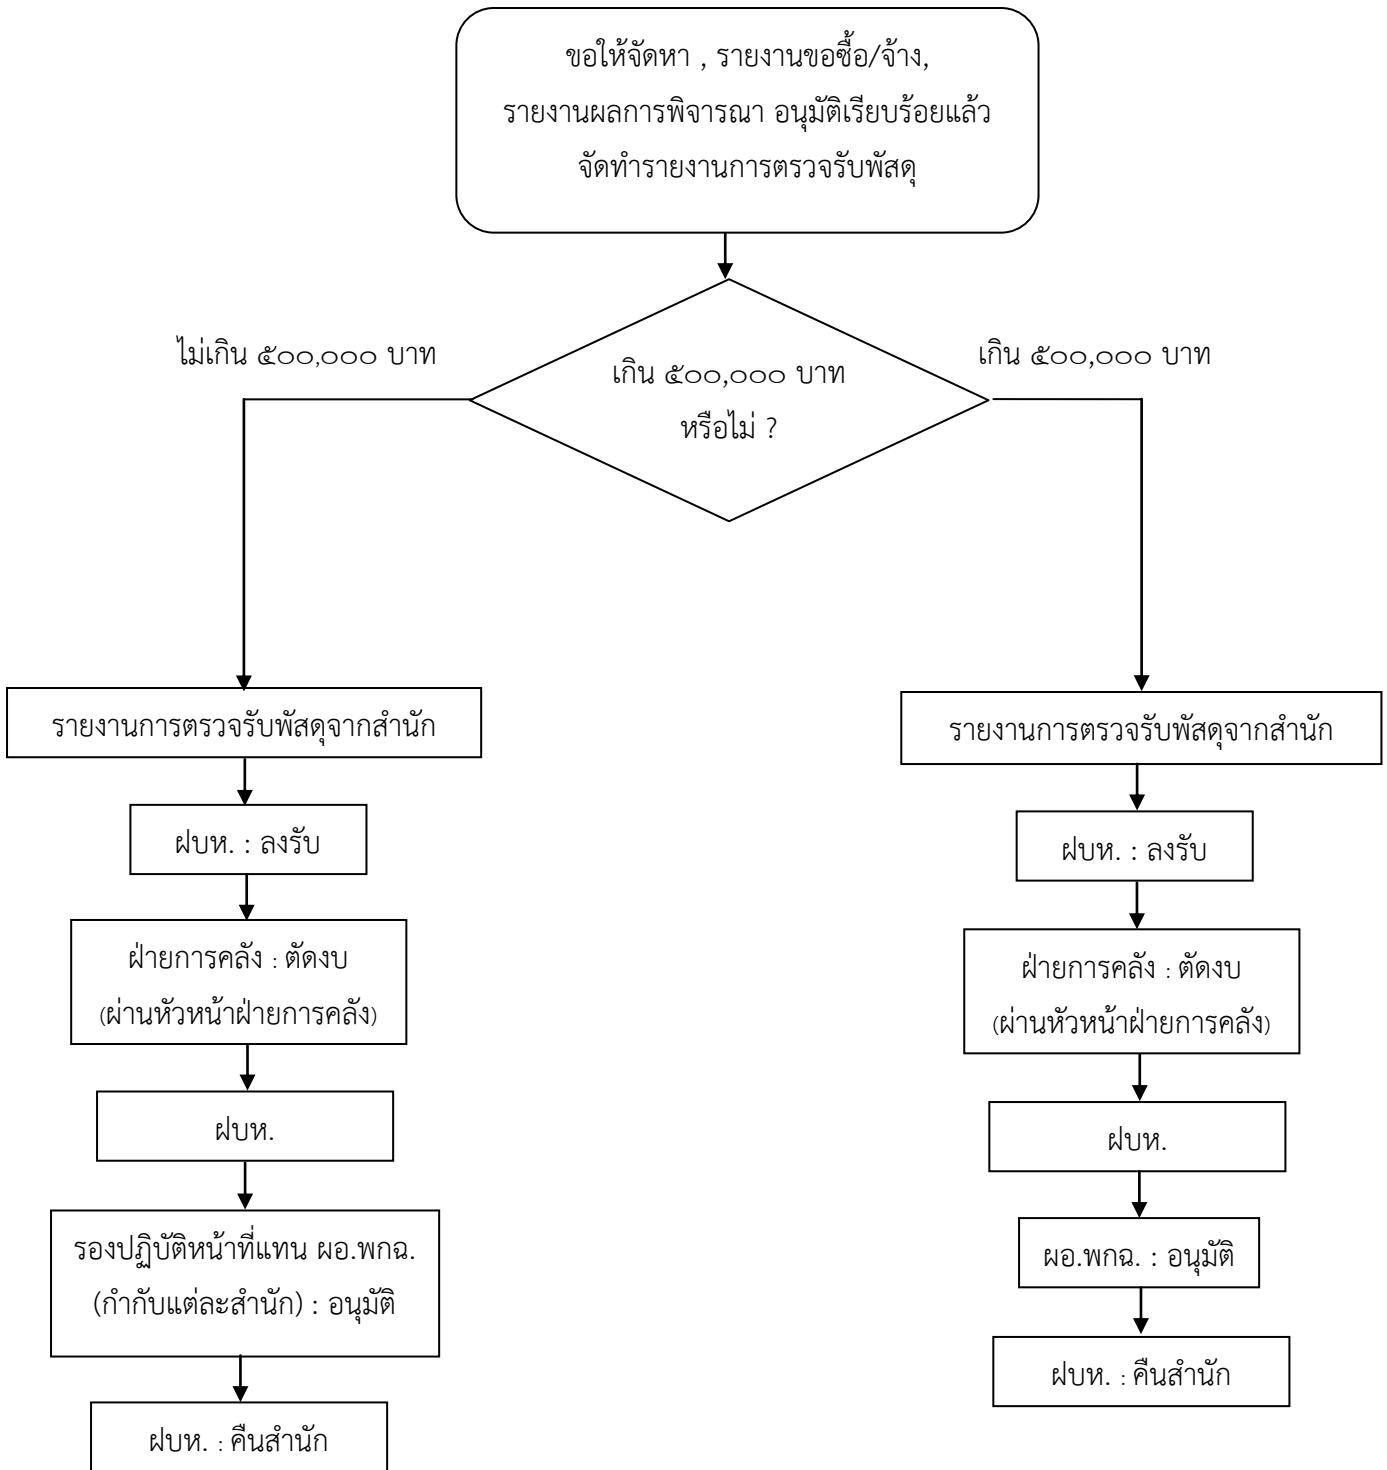 ขอให้จัดหา , รายงานขอซื้อ/จ้าง,
รายงานผลการพิจารณา อนุมัติเรียบร้อยแล้ว
จัดทำรายงานการตรวจรับพัสดุ
ไม่เกิน ๕๐๐,๐๐๐ บาท
เกิน ๕๐๐,๐๐๐ บาท
หรือไม่ ?
เกิน ๕๐๐,๐๐๐ บาท
รายงานการตรวจรับพัสดุจากสำนัก
ฝบห. : ลงรับ
ฝ่ายการคลัง : ตัดงบ
(ผ่านหัวหน้าฝ่ายการคลัง)
ฝบห.
รองปฏิบัติหน้าที่แทน ผอ.พกฉ.
(กำกับแต่ละสำนัก) : อนุมัติ
ฝบห. : คืนสำนัก
รายงานการตรวจรับพัสดุจากสำนัก
ฝบห. : ลงรับ
ฝ่ายการคลัง : ตัดงบ
(ผ่านหัวหน้าฝ่ายการคลัง)
ฝบห.
ผอ.พกฉ. : อนุมัติ
ฝบห. : คืนสำนัก